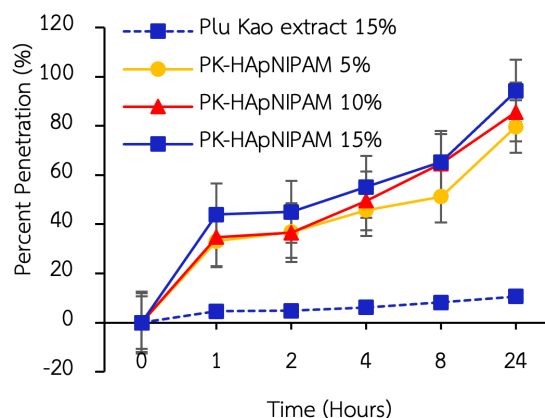 120
100
80
60
40
20
0
-20
Percent Penetration (%)
Plu Kao extract 15%
PK-HApNIPAM 5%
PK-HApNIPAM 10%
PK-HApNIPAM 15%
0 1 2 4 8 24
Time (Hours)